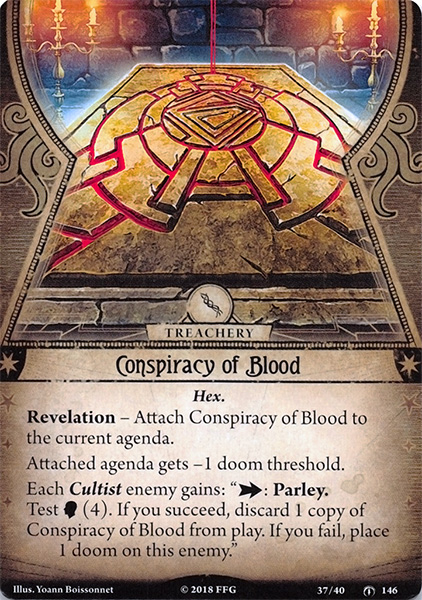 TREACHERY
Conspiracy of Blood
Hex.
Revelation – Attach Conspiracy of Blood to
the current agenda.
Attached agenda gets –1 doom threshold.
Each Cultist enemy gains: “: Parley.
Test (4). If you succeed, discard 1 copy of
Conspiracy of Blood from play. If you fail, place
1 doom on this enemy.”
Illus. Yoann Boissonnet © 2018 FFG 37/40 146